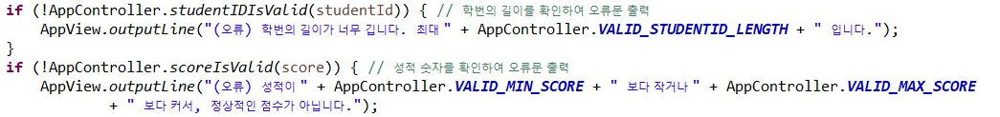 if (!AppController.studentIDIsValid(studentId)) { // 학번의 길이를 확인하여 오류문 출력
AppView.outputLine("(오류) 학번의 길이가 너무 깁니다. 최대 " + AppController.VALID_STUDENTID_LENGTH + " 입니다.");
}
if (!AppController.scoreIsValid(score)) { // 성적 숫자를 확인하여 오류문 출력
AppView.outputLine("(오류) 성적이 " + AppController.VALID_MIN_SCORE + " 보다 작거나 " + AppController.VALID_MAX_SCORE
+ " 보다 커서, 정상적인 점수가 아닙니다.");